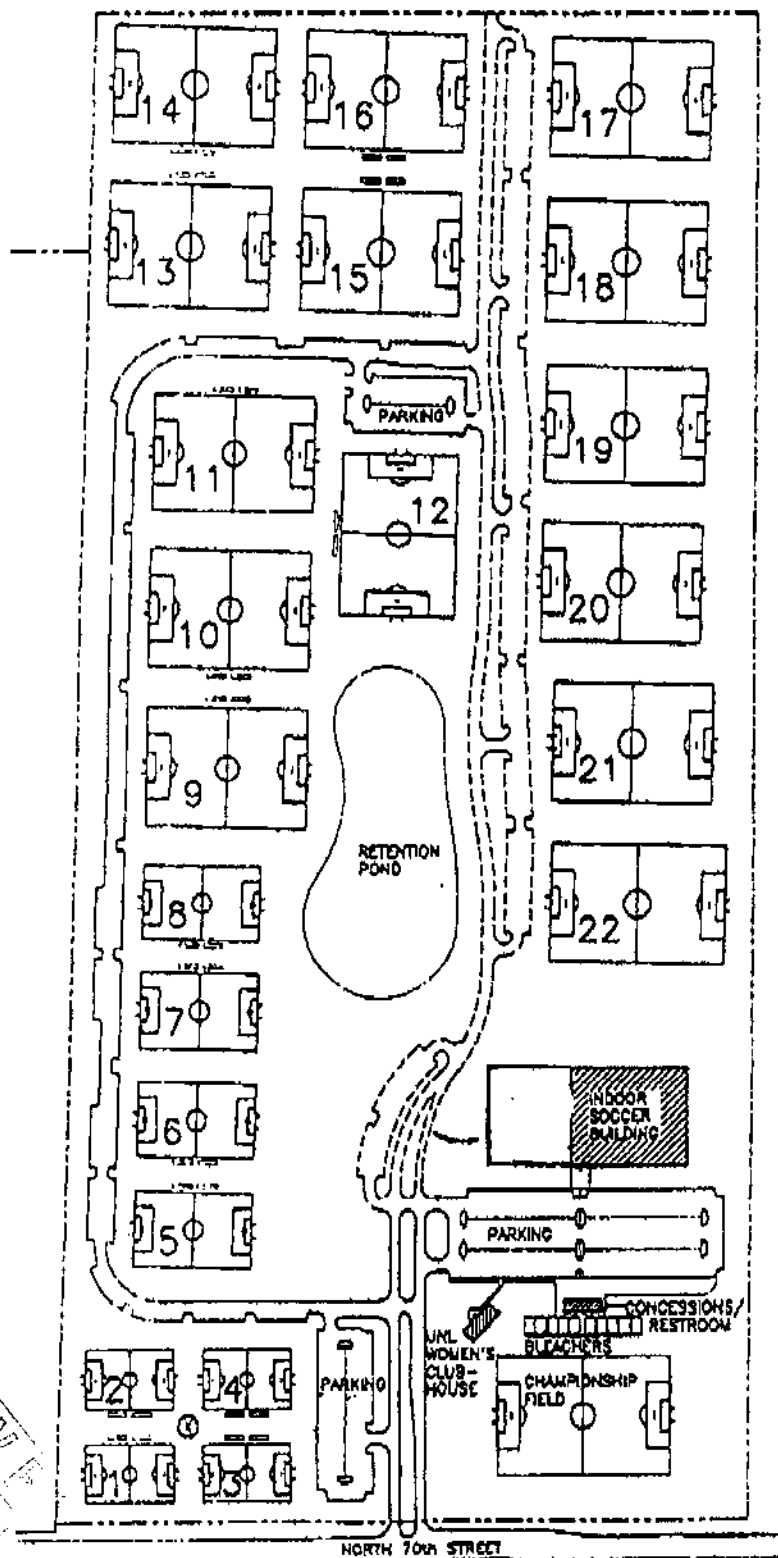 14
16
17
13
15
18
11
PARKING
12
19
10
20
9
21
RETENTION
POND
8
22
7
6
INDOOR
SOCCER
BUILDING
5
PARKING
CONCESSIONS/
RESTROOM
UNL
WOMEN'S
CLUB-
HOUSE
BLEACHERS
2
4
PARKING
CHAMPIONSHIP
FIELD
K
1
3
NORTH 70th STREET